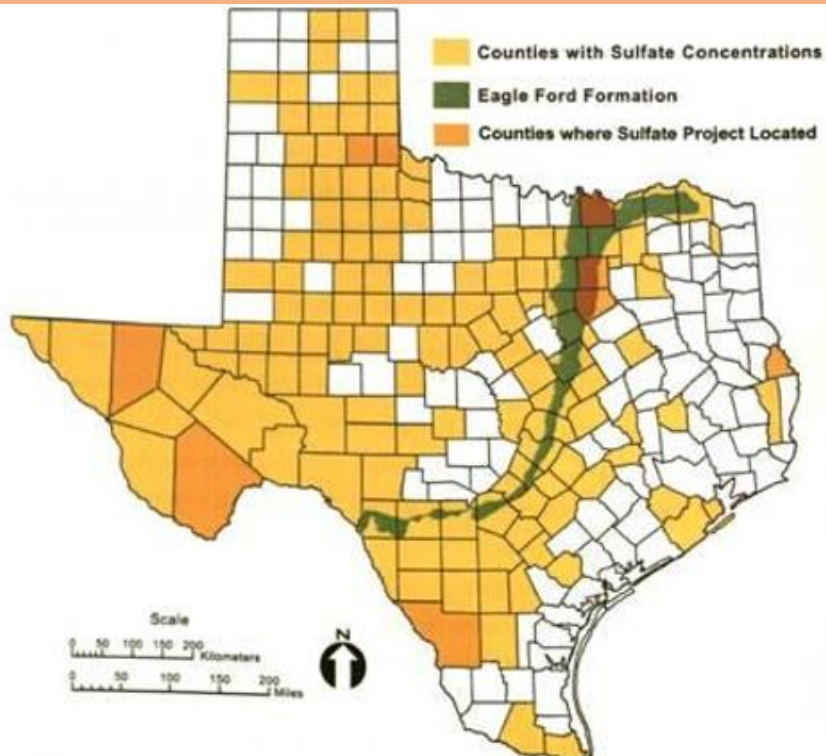 Counties with Sulfate Concentrations
Eagle Ford Formation
Counties where Sulfate Project Located
Scale
0 50 100 150 200
Kilometers
0 50 100 150 200
Miles
N